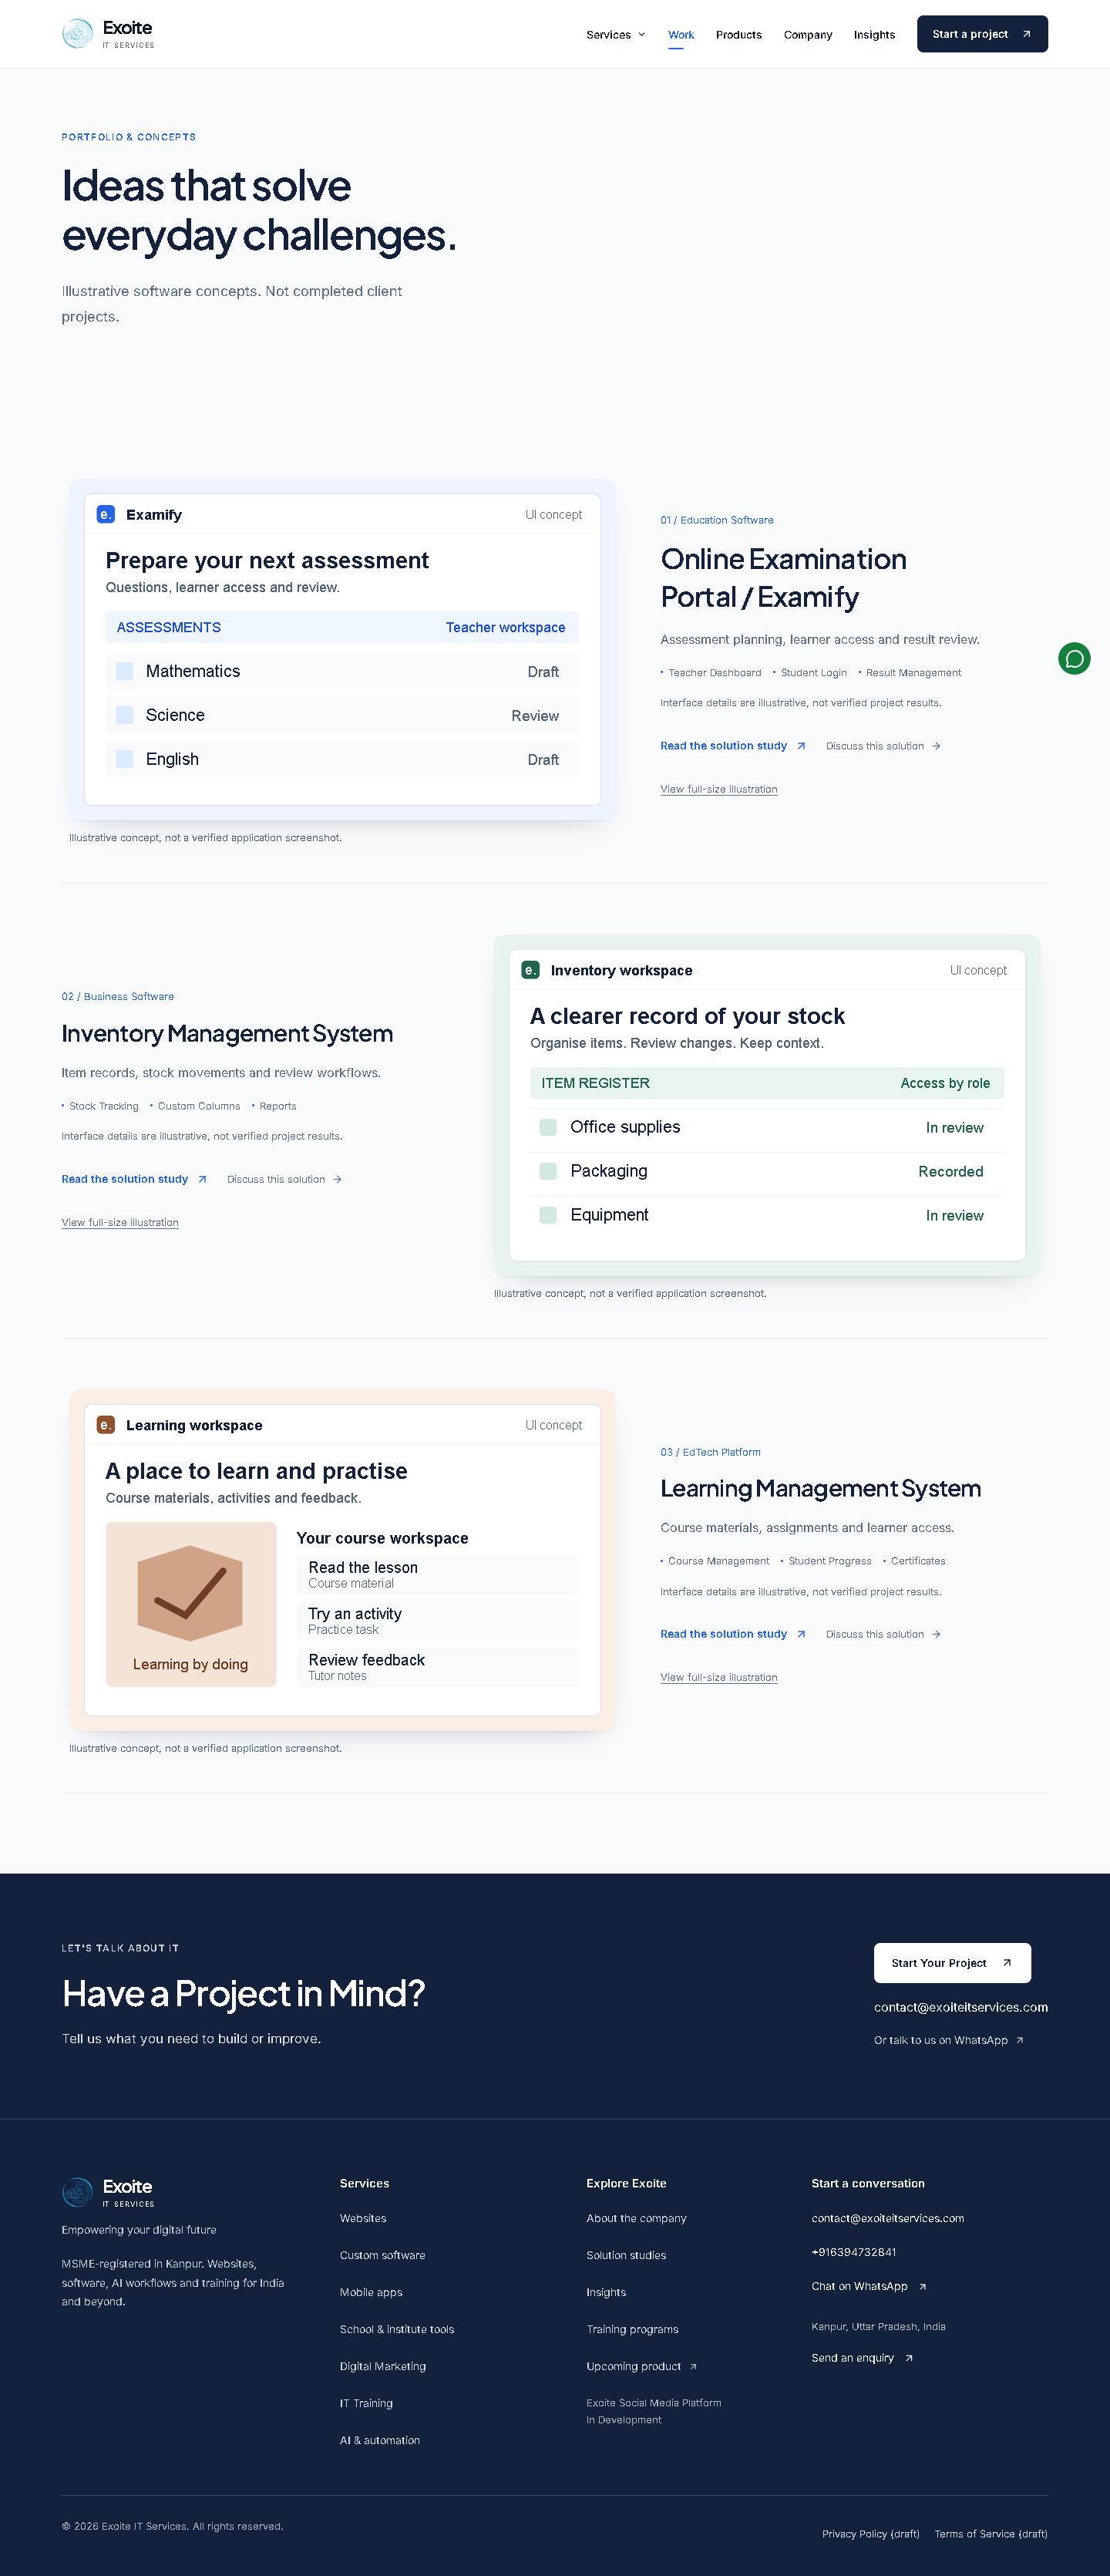 Exoite
IT SERVICES
Services
Work
Products
Company
Insights
Start a project
PORTFOLIO & CONCEPTS
Ideas that solve
everyday challenges.
Illustrative software concepts. Not completed client
projects.
e. Examify
UI concept
Prepare your next assessment
Questions, learner access and review.
ASSESSMENTS
Teacher workspace
Mathematics
Draft
Science
Review
English
Draft
Illustrative concept, not a verified application screenshot.
01 / Education Software
Online Examination
Portal / Examify
Assessment planning, learner access and result review.
• Teacher Dashboard • Student Login • Result Management
Interface details are illustrative, not verified project results.
Read the solution study
Discuss this solution
View full-size illustration
02 / Business Software
Inventory Management System
Item records, stock movements and review workflows.
• Stock Tracking • Custom Columns • Reports
Interface details are illustrative, not verified project results.
Read the solution study
Discuss this solution
View full-size illustration
e. Inventory workspace
UI concept
A clearer record of your stock
Organise items. Review changes. Keep context.
ITEM REGISTER
Access by role
Office supplies
In review
Packaging
Recorded
Equipment
In review
Illustrative concept, not a verified application screenshot.
e. Learning workspace
UI concept
A place to learn and practise
Course materials, activities and feedback.
Learning by doing
Your course workspace
Read the lesson
Course material
Try an activity
Practice task
Review feedback
Tutor notes
Illustrative concept, not a verified application screenshot.
03 / EdTech Platform
Learning Management System
Course materials, assignments and learner access.
• Course Management • Student Progress • Certificates
Interface details are illustrative, not verified project results.
Read the solution study
Discuss this solution
View full-size illustration
LET'S TALK ABOUT IT
Have a Project in Mind?
Tell us what you need to build or improve.
Start Your Project
contact@exoiteitservices.com
Or talk to us on WhatsApp
Exoite
IT SERVICES
Empowering your digital future
MSME-registered in Kanpur. Websites,
software, AI workflows and training for India
and beyond.
Services
Websites
Custom software
Mobile apps
School & institute tools
Digital Marketing
IT Training
AI & automation
Explore Exoite
About the company
Solution studies
Insights
Training programs
Upcoming product
Exoite Social Media Platform
In Development
Start a conversation
contact@exoiteitservices.com
+916394732841
Chat on WhatsApp
Kanpur, Uttar Pradesh, India
Send an enquiry
© 2026 Exoite IT Services. All rights reserved.
Privacy Policy (draft)
Terms of Service (draft)